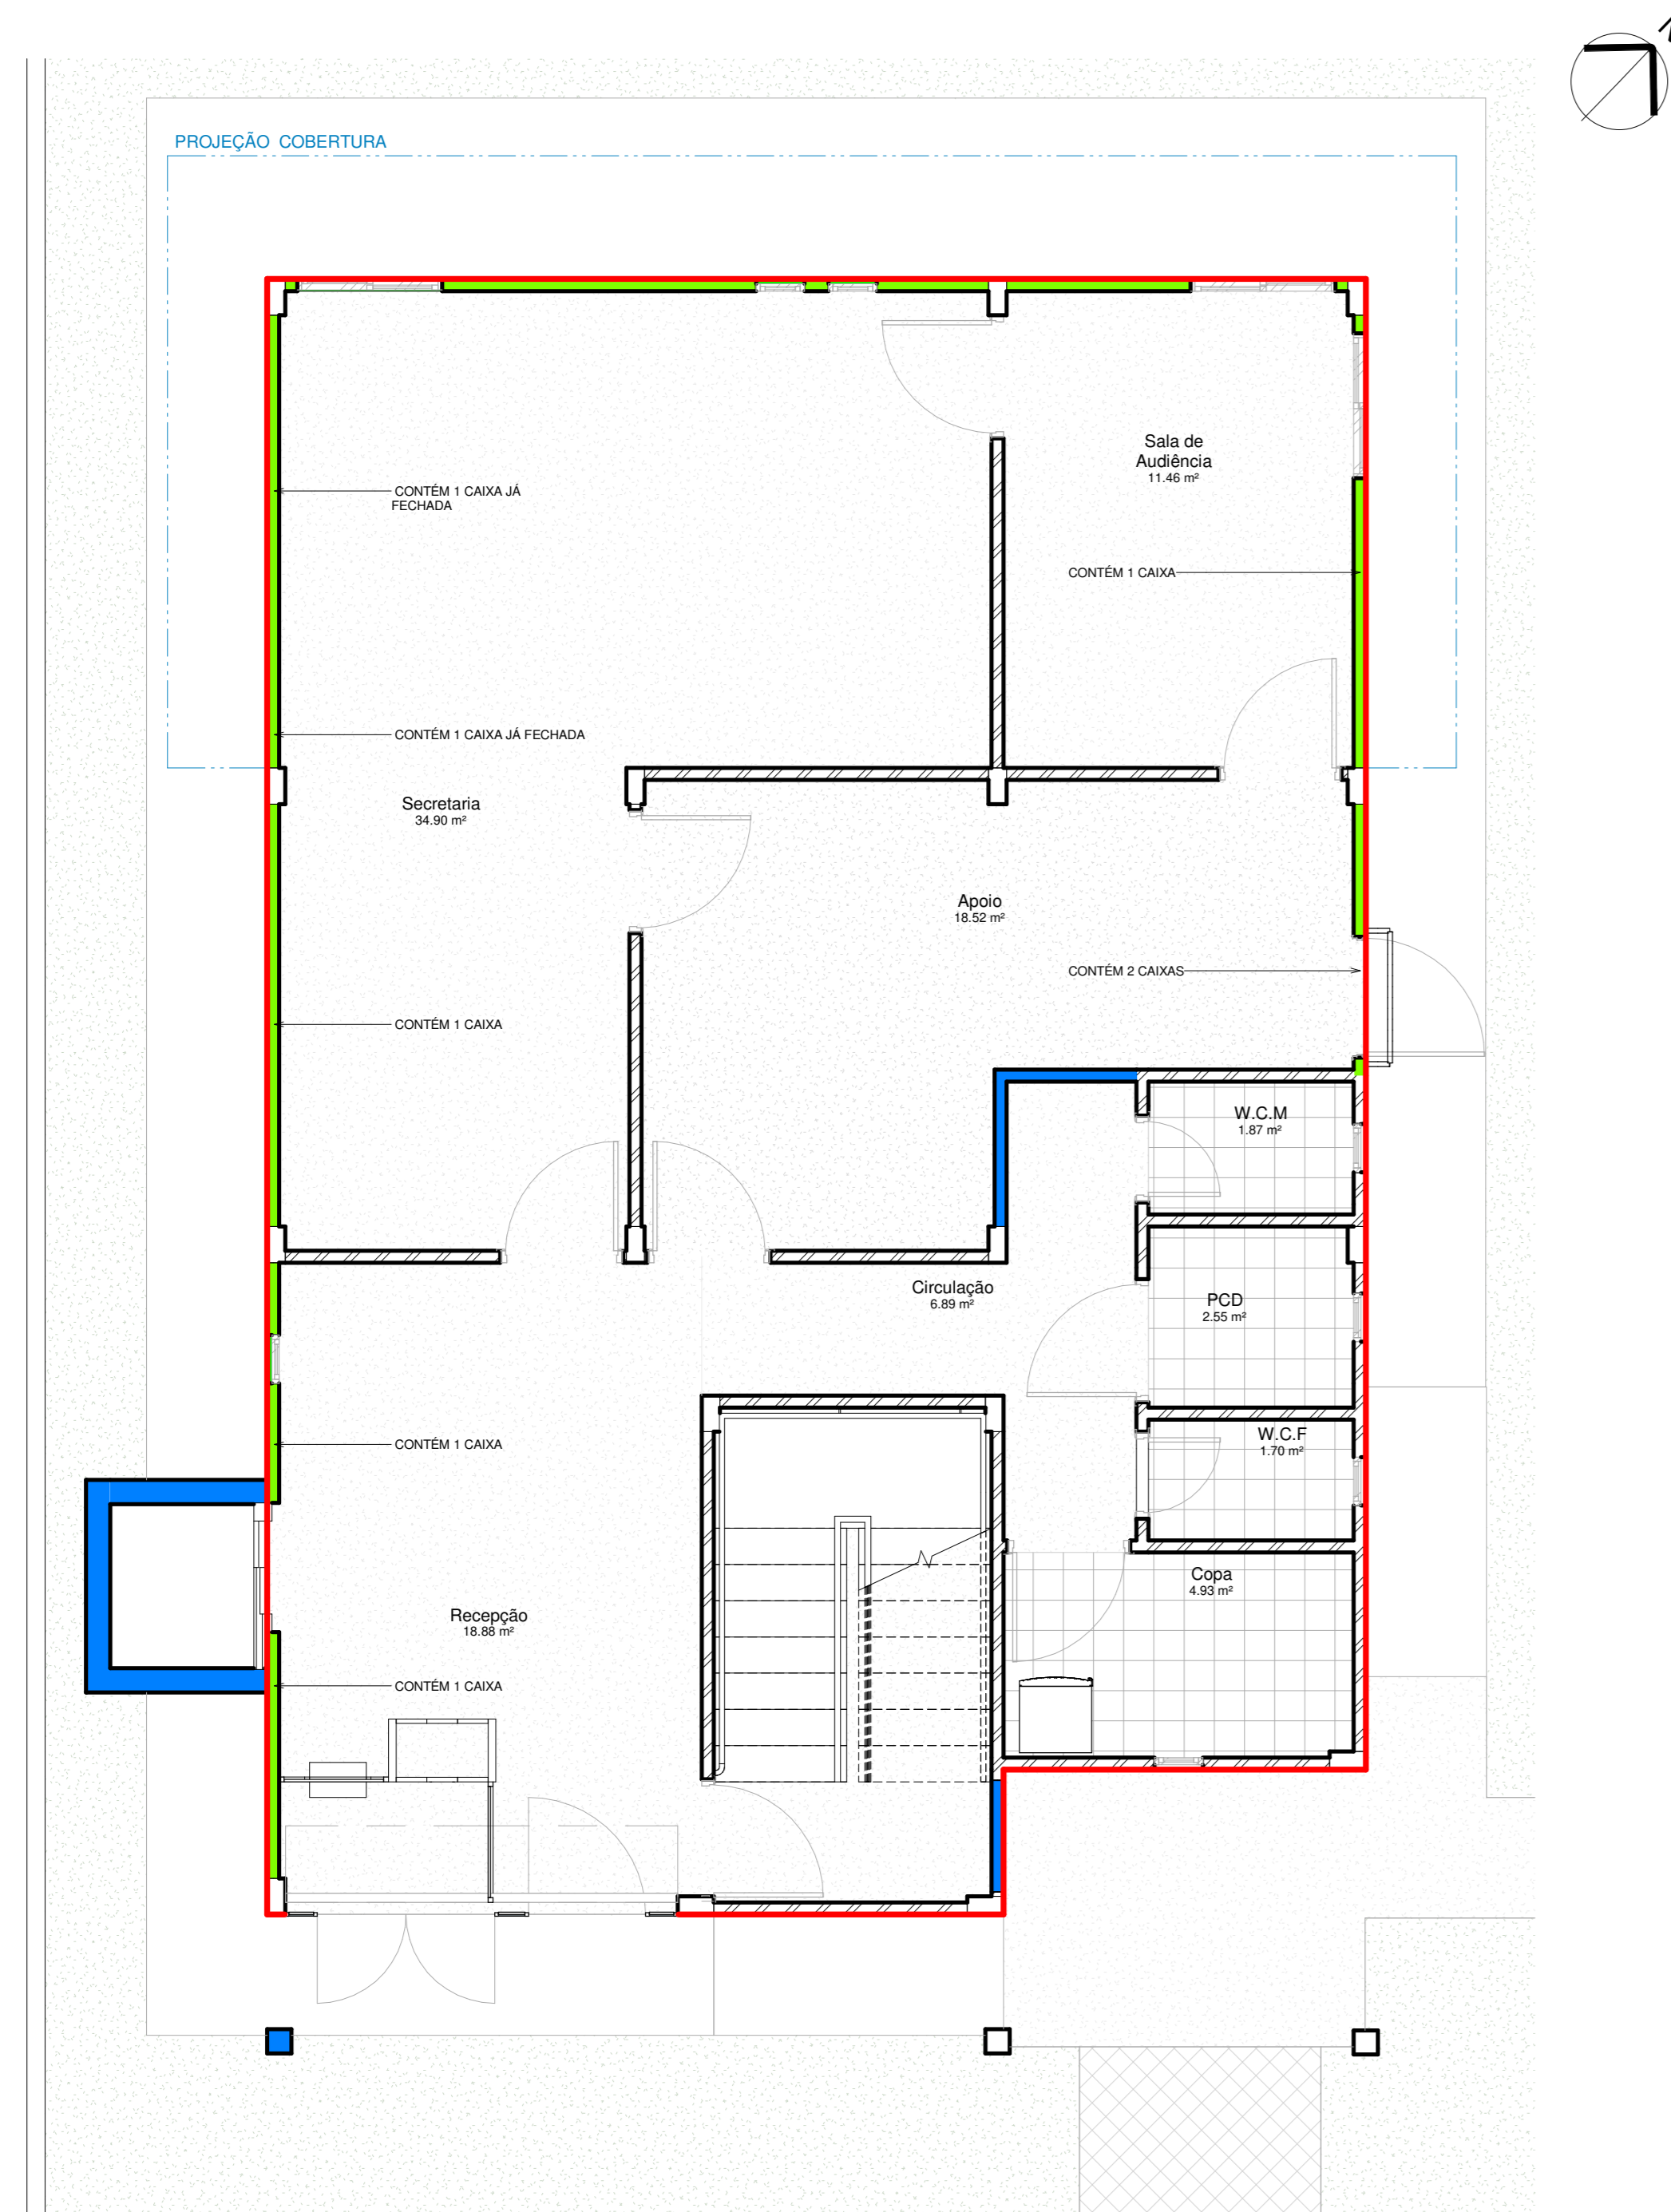 PROJEÇÃO COBERTURA
Sala de
Audiência
11.46 m²
CONTÉM 1 CAIXA JÁ
FECHADA
CONTÉM 1 CAIXA
CONTÉM 1 CAIXA JÁ FECHADA
Secretaria
34.90 m²
Apoio
18.52 m²
CONTÉM 2 CAIXAS
CONTÉM 1 CAIXA
W.C.M
1.87 m²
Circulação
6.89 m²
PCD
2.55 m²
CONTÉM 1 CAIXA
W.C.F
1.70 m²
Copa
4.93 m²
Recepção
18.88 m²
CONTÉM 1 CAIXA